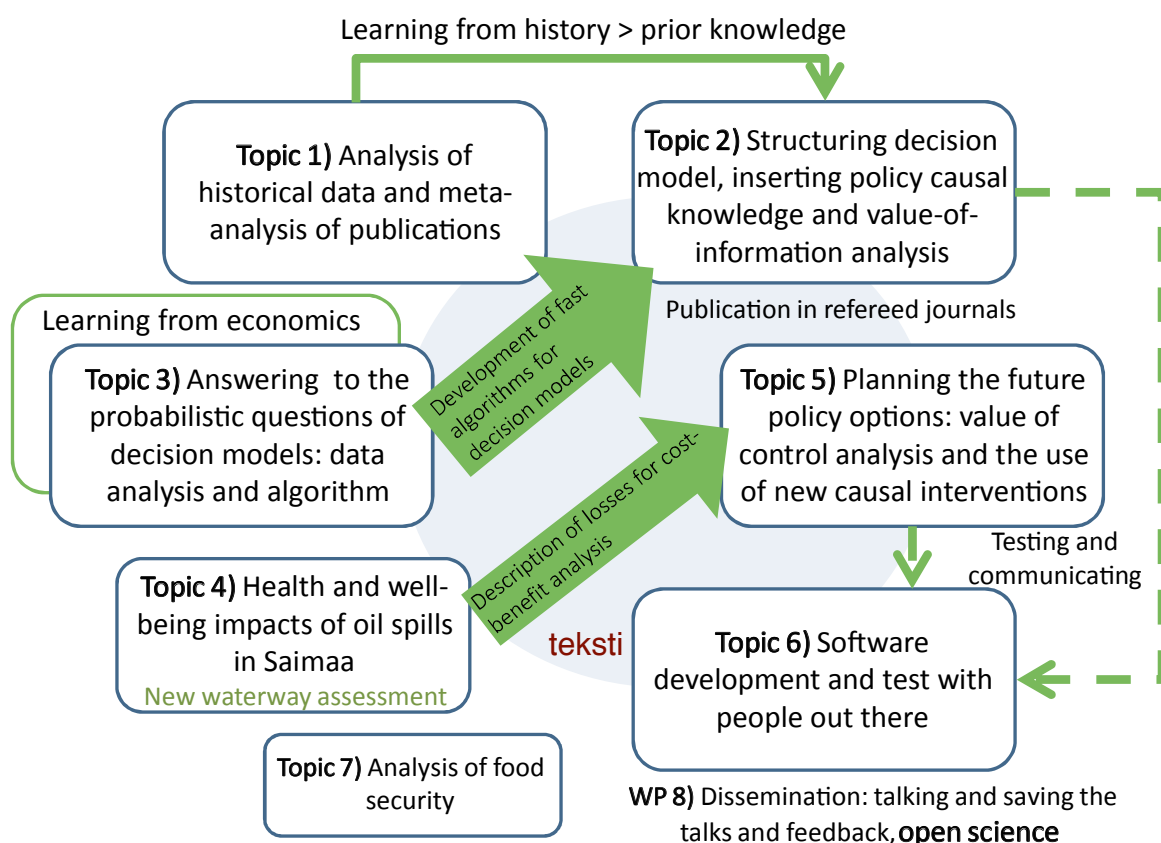 Learning from history > prior knowledge
Topic 1) Analysis of
historical data and meta-
analysis of publications
Topic 2) Structuring decision
model, inserting policy causal
knowledge and value-of-
information analysis
Publication in refereed journals
Learning from economics
Topic 3) Answering to the
probabilistic questions of
decision models: data
analysis and algorithm
Development of fast
algorithms for
decision models
Topic 5) Planning the future
policy options: value of
control analysis and the use
of new causal interventions
Description of losses for cost-
benefit analysis
Testing and
communicating
Topic 4) Health and well-
being impacts of oil spills
in Saimaa
New waterway assessment
teksti
Topic 6) Software
development and test with
people out there
Topic 7) Analysis of food
security
WP 8) Dissemination: talking and saving the
talks and feedback, open science